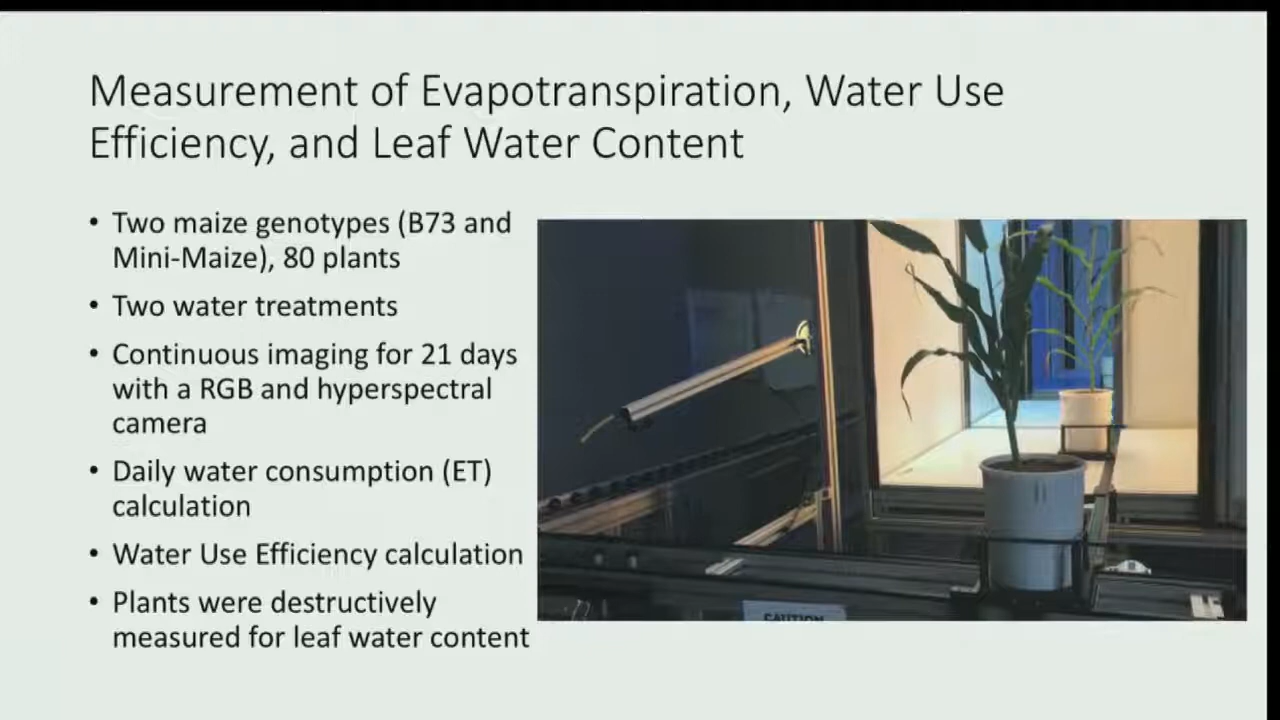 Measurement of Evapotranspiration, Water Use
Efficiency, and Leaf Water Content
• Two maize genotypes (B73 and
Mini-Maize), 80 plants
• Two water treatments
• Continuous imaging for 21 days
with a RGB and hyperspectral
camera
• Daily water consumption (ET)
calculation
• Water Use Efficiency calculation
• Plants were destructively
measured for leaf water content
CAUTION